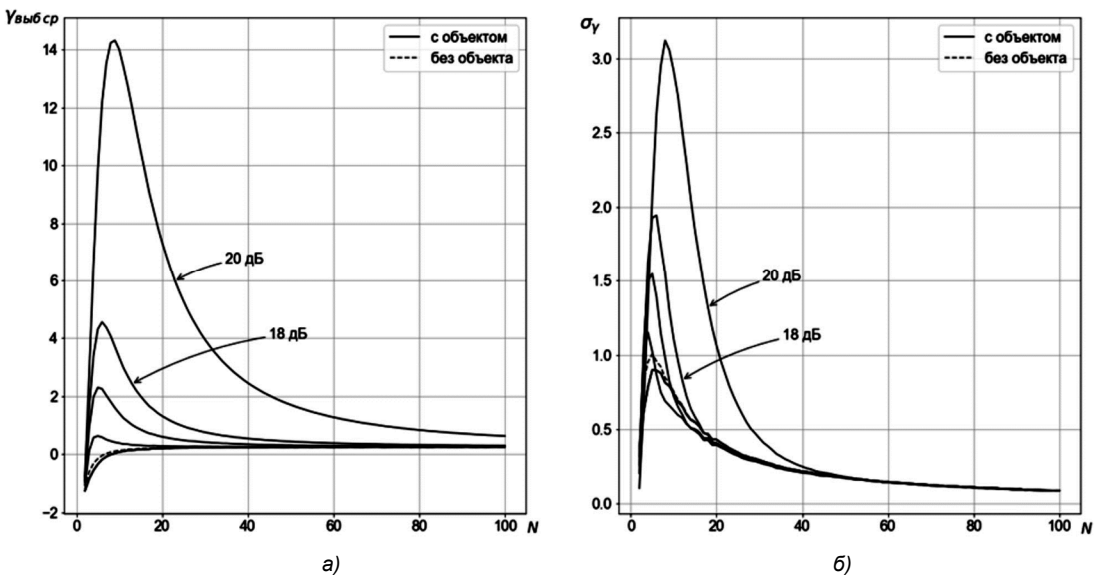 γвыб ср
с объектом
без объекта
14
12
10
8
6
4
2
0
−2
20 дБ
18 дБ
0 20 40 60 80 100 N
а)
σγ
с объектом
без объекта
3.0
2.5
2.0
1.5
1.0
0.5
0.0
20 дБ
18 дБ
0 20 40 60 80 100 N
б)